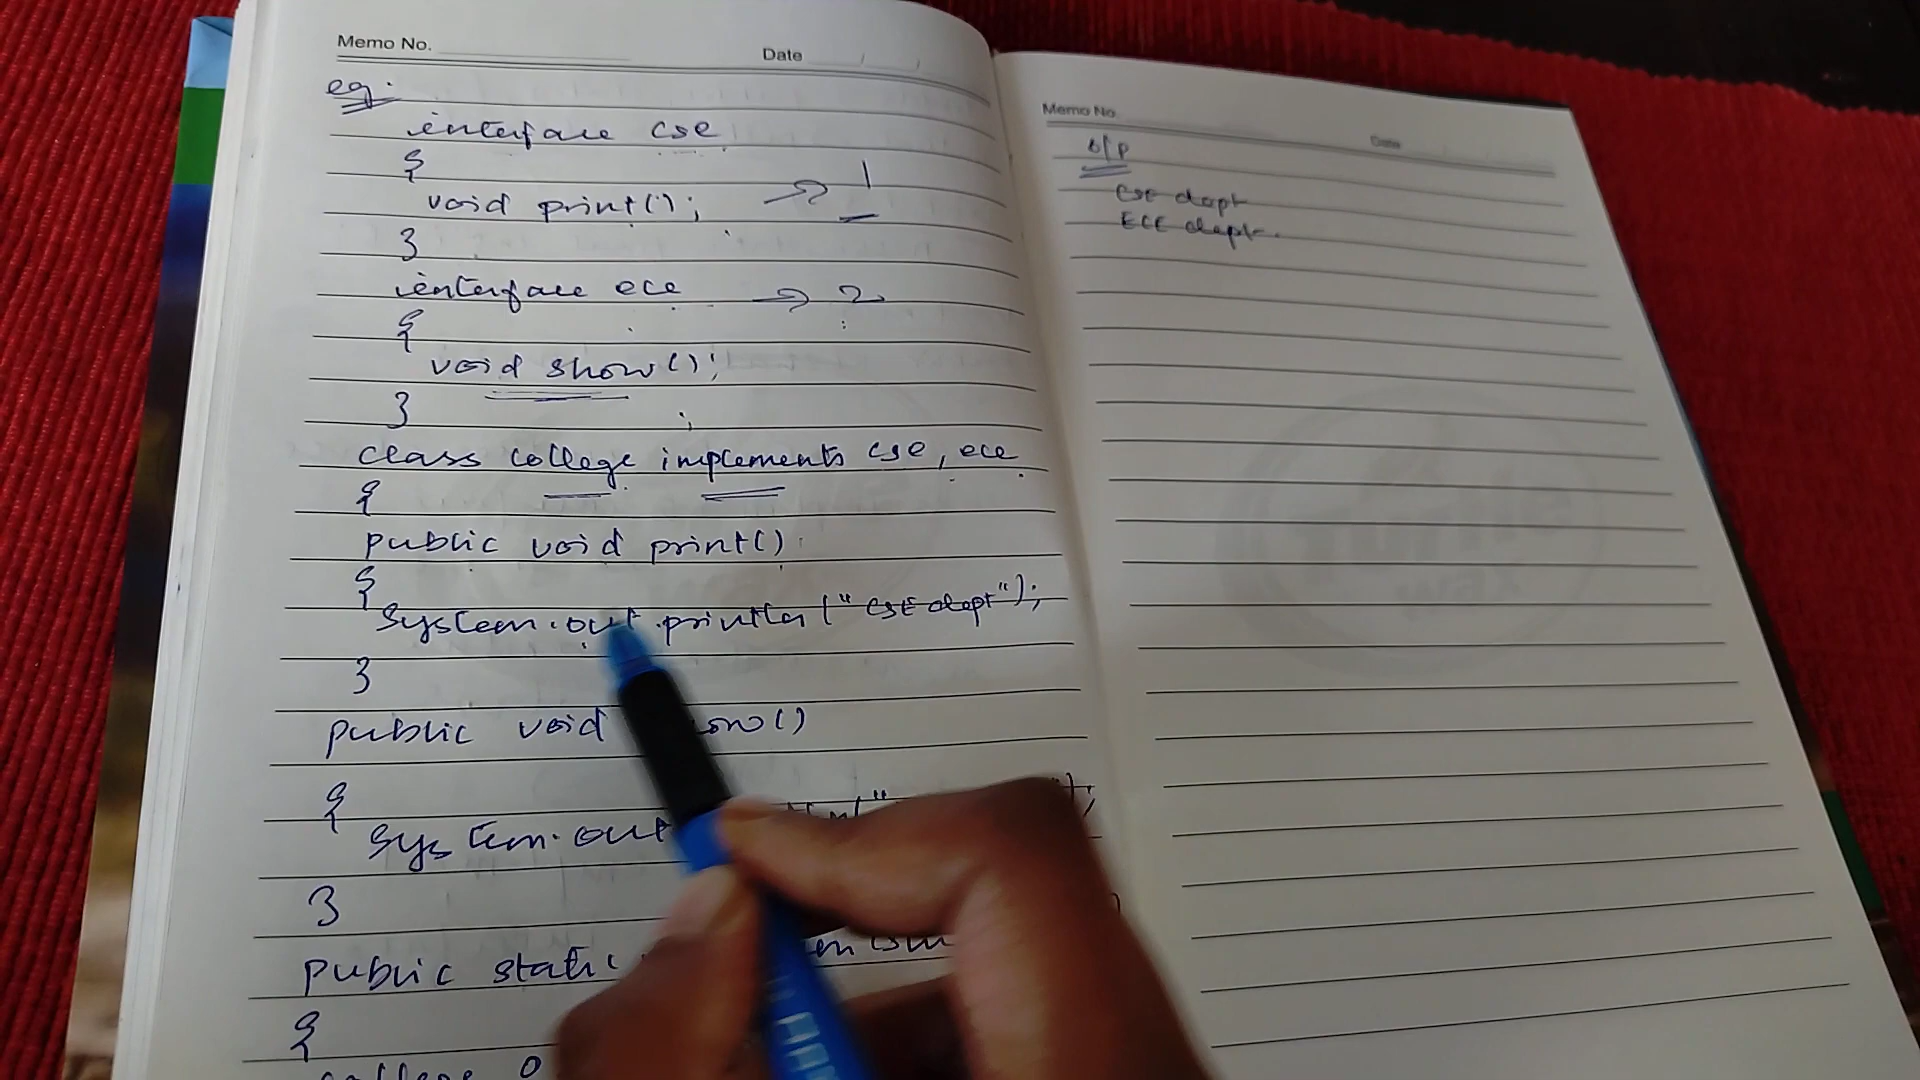 Memo No.
Date
eg:
interface cse
{
void print(); → 1
}
interface ece → 2
{
void show();
}
class college implements cse, ece
{
public void print()
{
System.out.println("CSE dept");
}
public void
{
System.out
}
public static
{
college o
Memo No.
Date
o/p
CSE dept
ECE dept.